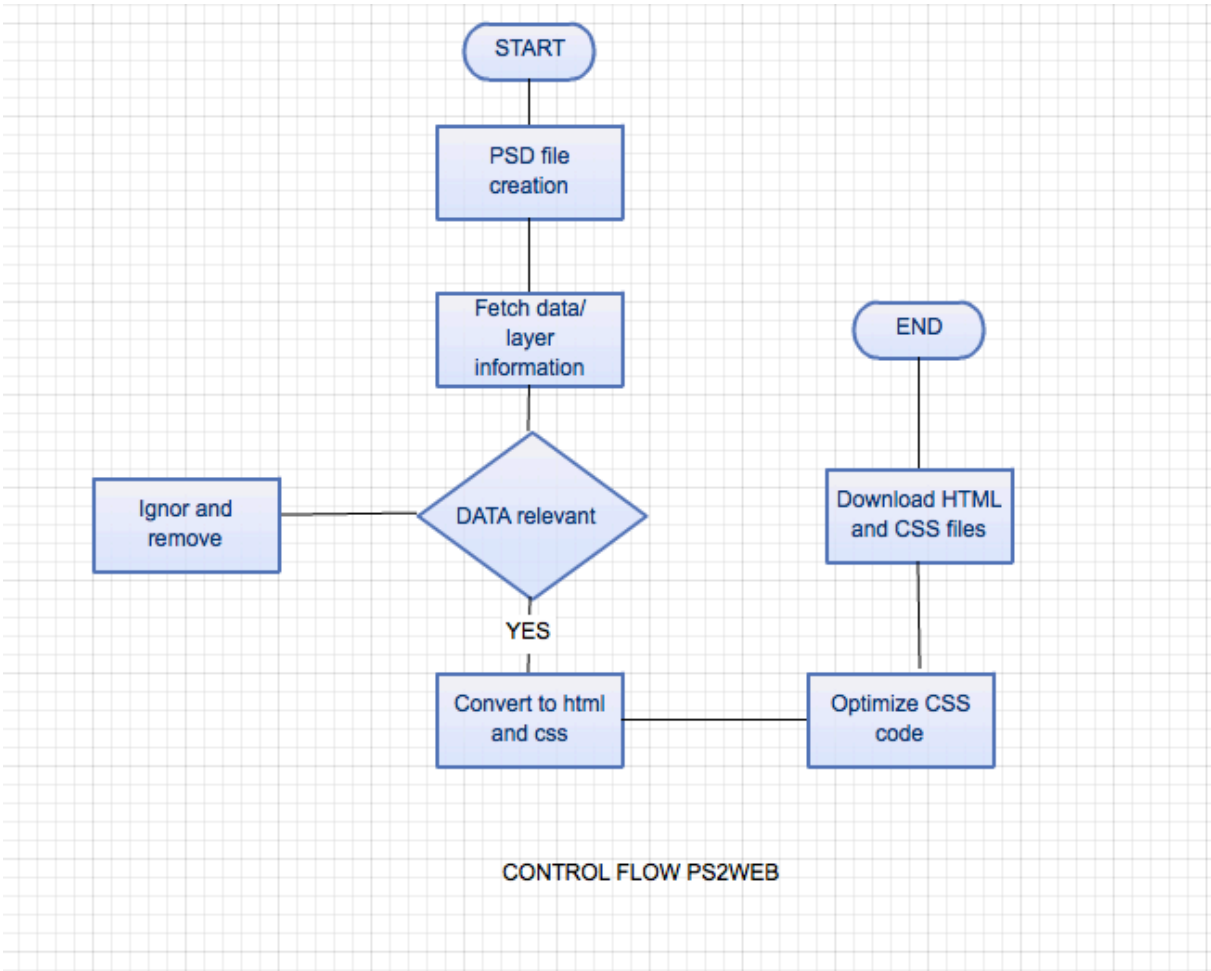 START
PSD file
creation
Fetch data/
layer
information
DATA relevant
Ignor and
remove
YES
Convert to html
and css
Optimize CSS
code
Download HTML
and CSS files
END
CONTROL FLOW PS2WEB